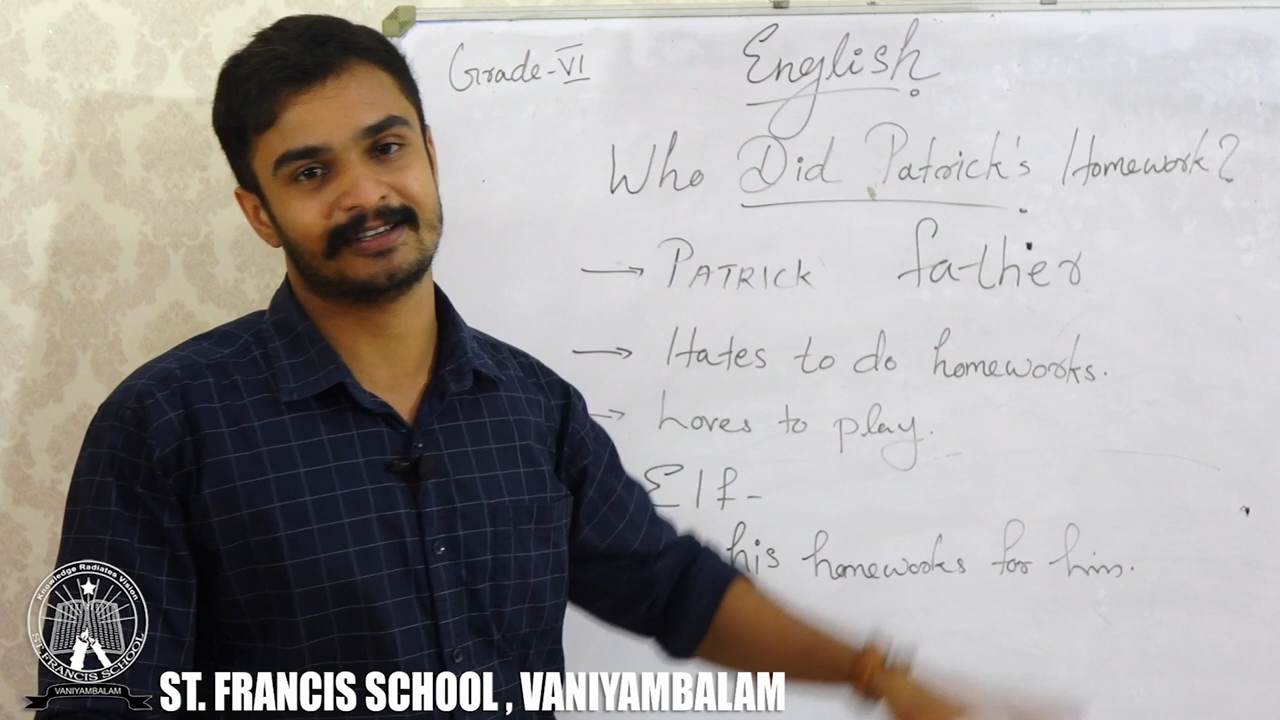 Grade-VI
English
Who Did Patrick's Homework?
→ PATRICK father
→ Hates to do homeworks.
→ Loves to play.
Elf-
his homeworks for him.
Knowledge Radiates Vision
ST. FRANCIS SCHOOL
VANIYAMBALAM
ST. FRANCIS SCHOOL , VANIYAMBALAM